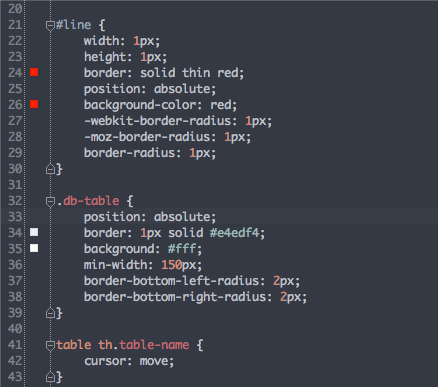 20
21 #line {
22 width: 1px;
23 height: 1px;
24 border: solid thin red;
25 position: absolute;
26 background-color: red;
27 -webkit-border-radius: 1px;
28 -moz-border-radius: 1px;
29 border-radius: 1px;
30 }
31
32 .db-table {
33 position: absolute;
34 border: 1px solid #e4edf4;
35 background: #fff;
36 min-width: 150px;
37 border-bottom-left-radius: 2px;
38 border-bottom-right-radius: 2px;
39 }
40
41 table th.table-name {
42 cursor: move;
43 }